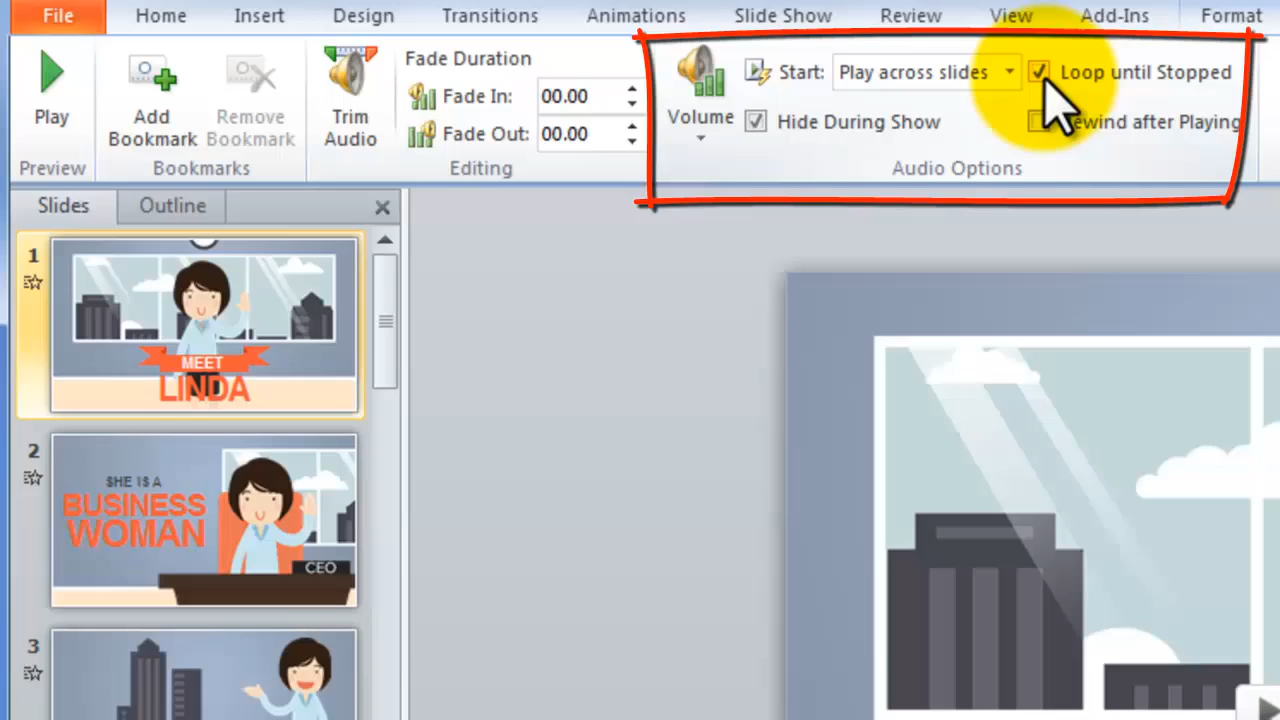 File Home Insert Design Transitions Animations Slide Show Review View Add-Ins Format
Play
Add
Bookmark
Remove
Bookmark
Trim
Audio
Fade Duration
Fade In: 00.00
Fade Out: 00.00
Volume
Start: Play across slides
Loop until Stopped
Hide During Show
ewind after Playing
Preview Bookmarks Editing Audio Options
Slides Outline
1
MEET
LINDA
2
SHE IS A
BUSINESS
WOMAN
CEO
3